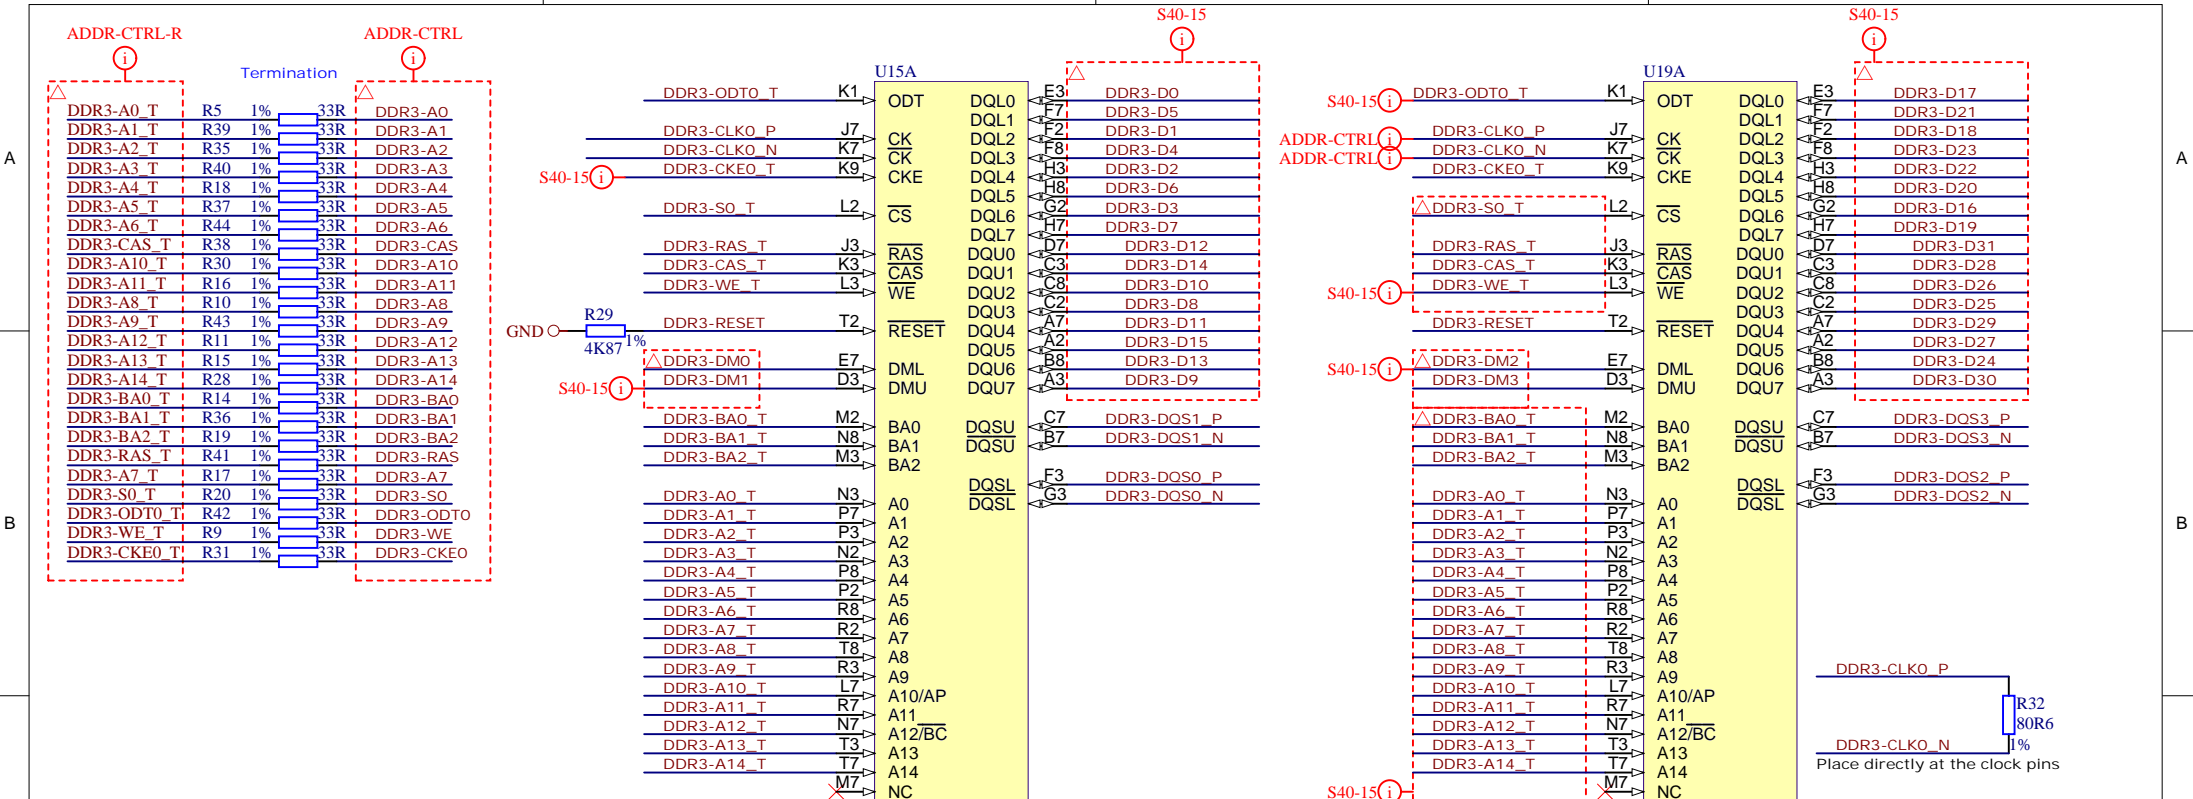 ADDR-CTRL-R
ADDR-CTRL
Termination
DDR3-A0_T R5 1% 33R DDR3-A0
DDR3-A1_T R39 1% 33R DDR3-A1
DDR3-A2_T R35 1% 33R DDR3-A2
DDR3-A3_T R40 1% 33R DDR3-A3
DDR3-A4_T R18 1% 33R DDR3-A4
DDR3-A5_T R37 1% 33R DDR3-A5
DDR3-A6_T R44 1% 33R DDR3-A6
DDR3-CAS_T R38 1% 33R DDR3-CAS
DDR3-A10_T R30 1% 33R DDR3-A10
DDR3-A11_T R16 1% 33R DDR3-A11
DDR3-A8_T R10 1% 33R DDR3-A8
DDR3-A9_T R43 1% 33R DDR3-A9
DDR3-A12_T R11 1% 33R DDR3-A12
DDR3-A13_T R15 1% 33R DDR3-A13
DDR3-A14_T R28 1% 33R DDR3-A14
DDR3-BA0_T R14 1% 33R DDR3-BA0
DDR3-BA1_T R36 1% 33R DDR3-BA1
DDR3-BA2_T R19 1% 33R DDR3-BA2
DDR3-RAS_T R41 1% 33R DDR3-RAS
DDR3-A7_T R17 1% 33R DDR3-A7
DDR3-S0_T R20 1% 33R DDR3-S0
DDR3-ODT0_T R42 1% 33R DDR3-ODT0
DDR3-WE_T R9 1% 33R DDR3-WE
DDR3-CKE0_T R31 1% 33R DDR3-CKE0
A
B
S40-15
U15A
DDR3-ODT0_T K1 ODT DQL0 E3 DDR3-D0
DQL1 F7 DDR3-D5
DDR3-CLK0_P J7 CK DQL2 F2 DDR3-D1
DDR3-CLK0_N K7 CK DQL3 F8 DDR3-D4
S40-15 DDR3-CKE0_T K9 CKE DQL4 H3 DDR3-D2
DQL5 H8 DDR3-D6
DDR3-S0_T L2 CS DQL6 G2 DDR3-D3
DQL7 H7 DDR3-D7
DDR3-RAS_T J3 RAS DQU0 D7 DDR3-D12
DDR3-CAS_T K3 CAS DQU1 C3 DDR3-D14
DDR3-WE_T L3 WE DQU2 C8 DDR3-D10
DQU3 C2 DDR3-D8
GND R29 4K87 1% DDR3-RESET T2 RESET DQU4 A7 DDR3-D11
DQU5 A2 DDR3-D15
DDR3-DM0 E7 DML DQU6 B8 DDR3-D13
S40-15 DDR3-DM1 D3 DMU DQU7 A3 DDR3-D9
DDR3-BA0_T M2 BA0 DQSU C7 DDR3-DQS1_P
DDR3-BA1_T N8 BA1 DQSU B7 DDR3-DQS1_N
DDR3-BA2_T M3 BA2
DQSL F3 DDR3-DQS0_P
DDR3-A0_T N3 A0 DQSL G3 DDR3-DQS0_N
DDR3-A1_T P7 A1
DDR3-A2_T P3 A2
DDR3-A3_T N2 A3
DDR3-A4_T P8 A4
DDR3-A5_T P2 A5
DDR3-A6_T R8 A6
DDR3-A7_T R2 A7
DDR3-A8_T T8 A8
DDR3-A9_T R3 A9
DDR3-A10_T L7 A10/AP
DDR3-A11_T R7 A11
DDR3-A12_T N7 A12/BC
DDR3-A13_T T3 A13
DDR3-A14_T T7 A14
M7 NC
S40-15
U19A
S40-15 DDR3-ODT0_T K1 ODT DQL0 E3 DDR3-D17
DQL1 F7 DDR3-D21
ADDR-CTRL DDR3-CLK0_P J7 CK DQL2 F2 DDR3-D18
ADDR-CTRL DDR3-CLK0_N K7 CK DQL3 F8 DDR3-D23
DDR3-CKE0_T K9 CKE DQL4 H3 DDR3-D22
DQL5 H8 DDR3-D20
DDR3-S0_T L2 CS DQL6 G2 DDR3-D16
DQL7 H7 DDR3-D19
DDR3-RAS_T J3 RAS DQU0 D7 DDR3-D31
DDR3-CAS_T K3 CAS DQU1 C3 DDR3-D28
S40-15 DDR3-WE_T L3 WE DQU2 C8 DDR3-D26
DQU3 C2 DDR3-D25
DDR3-RESET T2 RESET DQU4 A7 DDR3-D29
DQU5 A2 DDR3-D27
S40-15 DDR3-DM2 E7 DML DQU6 B8 DDR3-D24
DDR3-DM3 D3 DMU DQU7 A3 DDR3-D30
DDR3-BA0_T M2 BA0 DQSU C7 DDR3-DQS3_P
DDR3-BA1_T N8 BA1 DQSU B7 DDR3-DQS3_N
DDR3-BA2_T M3 BA2
DQSL F3 DDR3-DQS2_P
DDR3-A0_T N3 A0 DQSL G3 DDR3-DQS2_N
DDR3-A1_T P7 A1
DDR3-A2_T P3 A2
DDR3-A3_T N2 A3
DDR3-A4_T P8 A4
DDR3-A5_T P2 A5
DDR3-A6_T R8 A6
DDR3-A7_T R2 A7
DDR3-A8_T T8 A8
DDR3-A9_T R3 A9
DDR3-A10_T L7 A10/AP
DDR3-A11_T R7 A11
DDR3-A12_T N7 A12/BC
DDR3-A13_T T3 A13
DDR3-A14_T T7 A14
S40-15 M7 NC
DDR3-CLK0_P
R32
80R6
DDR3-CLK0_N 1%
Place directly at the clock pins
A
B